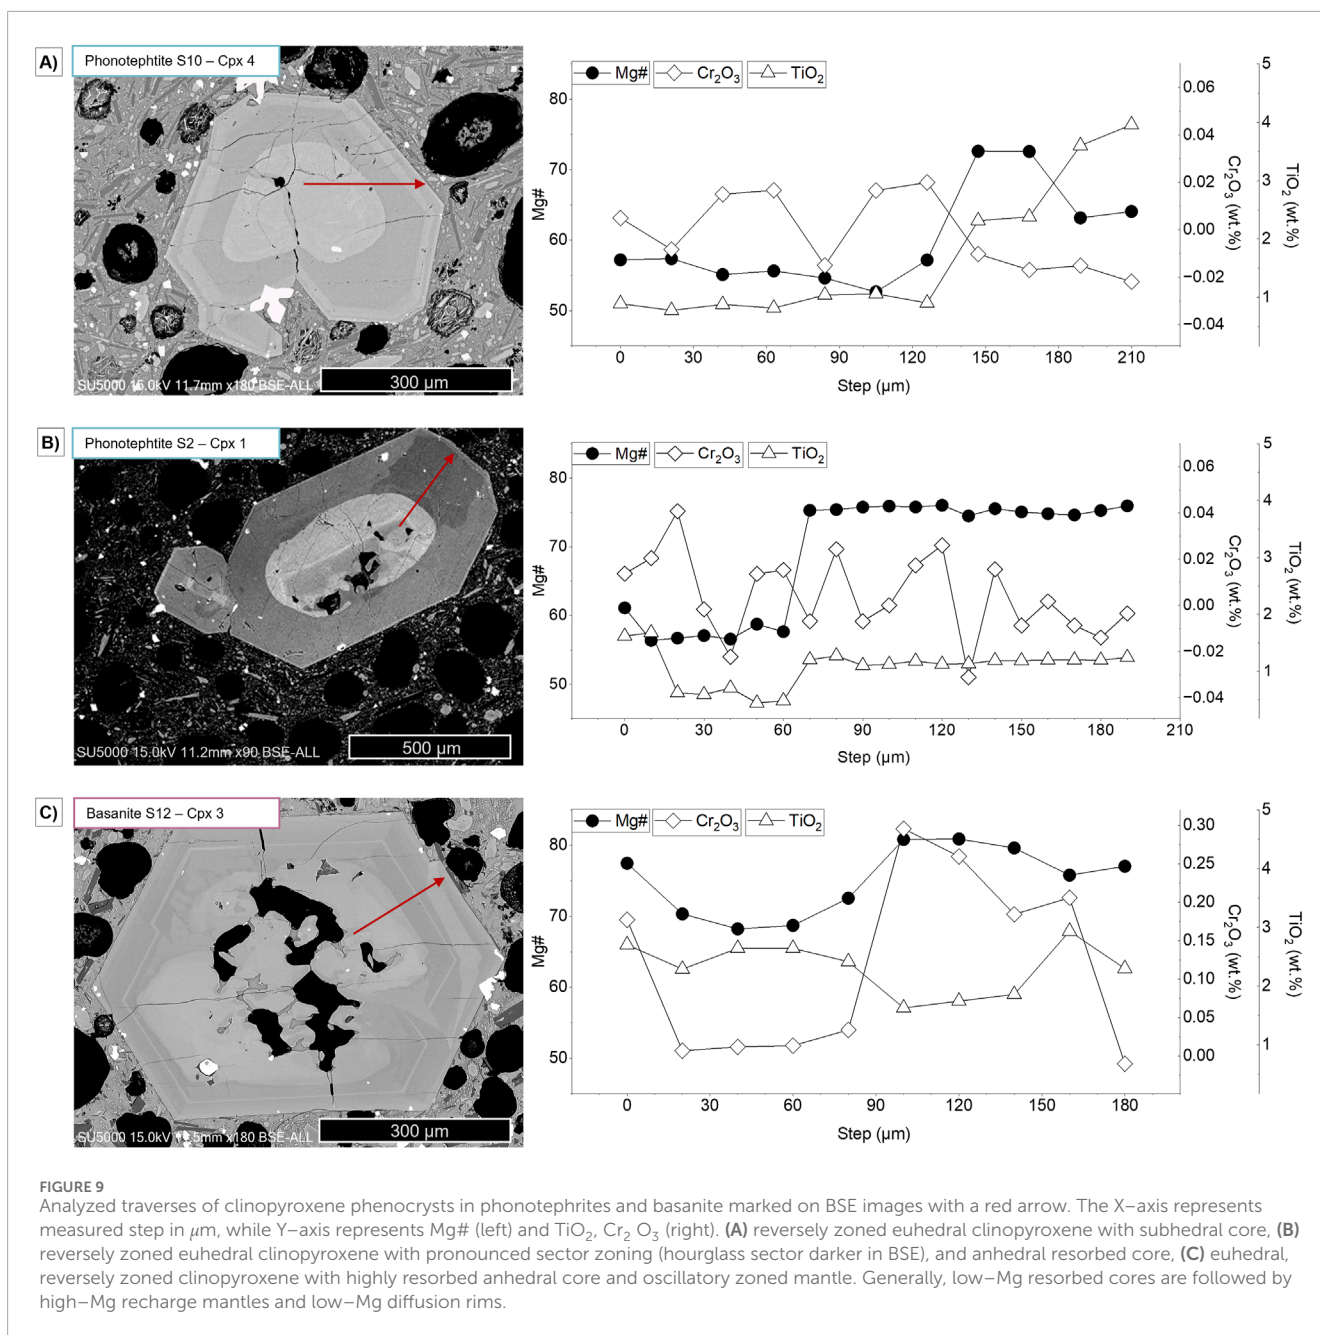 A)
Phonotephtite S10 – Cpx 4
SU5000 15.0kV 11.7mm x180 BSE-ALL
300 µm
Mg#
Cr2O3
TiO2
80
70
60
50
Mg#
0.06
0.04
0.02
0.00
−0.02
−0.04
Cr2O3 (wt.%)
5
4
3
2
1
TiO2 (wt.%)
0 30 60 90 120 150 180 210
Step (µm)
B)
Phonotephtite S2 – Cpx 1
SU5000 15.0kV 11.2mm x90 BSE-ALL
500 µm
Mg#
Cr2O3
TiO2
80
70
60
50
Mg#
0.06
0.04
0.02
0.00
−0.02
−0.04
Cr2O3 (wt.%)
5
4
3
2
1
TiO2 (wt.%)
0 30 60 90 120 150 180 210
Step (µm)
C)
Basanite S12 – Cpx 3
SU5000 15.0kV x180 BSE-ALL
300 µm
Mg#
Cr2O3
TiO2
80
70
60
50
Mg#
0.30
0.25
0.20
0.15
0.10
0.05
0.00
Cr2O3 (wt.%)
5
4
3
2
1
TiO2 (wt.%)
0 30 60 90 120 150 180
Step (µm)
FIGURE 9
Analyzed traverses of clinopyroxene phenocrysts in phonotephrites and basanite marked on BSE images with a red arrow. The X–axis represents
measured step in µm, while Y–axis represents Mg# (left) and TiO2, Cr2 O3 (right). (A) reversely zoned euhedral clinopyroxene with subhedral core, (B)
reversely zoned euhedral clinopyroxene with pronounced sector zoning (hourglass sector darker in BSE), and anhedral resorbed core, (C) euhedral,
reversely zoned clinopyroxene with highly resorbed anhedral core and oscillatory zoned mantle. Generally, low–Mg resorbed cores are followed by
high–Mg recharge mantles and low–Mg diffusion rims.